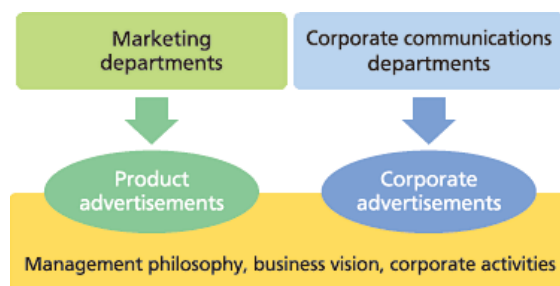 Marketing
departments
Corporate communications
departments
Product
advertisements
Corporate
advertisements
Management philosophy, business vision, corporate activities